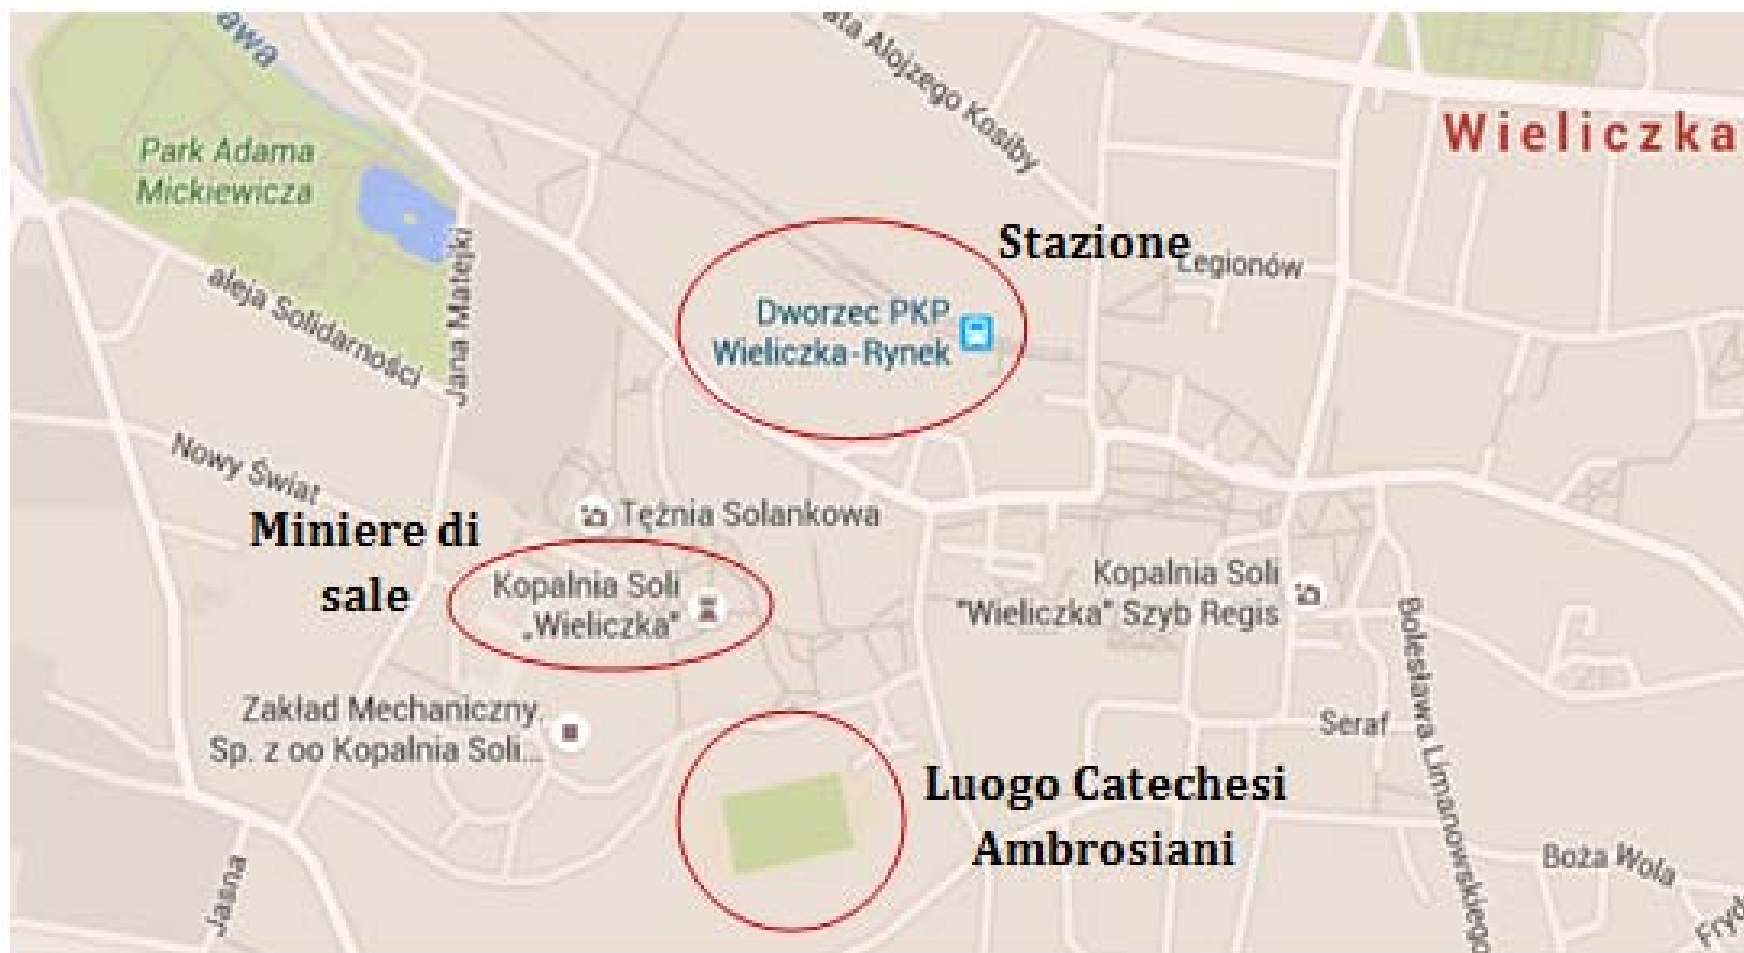 awa
ata Alojzego Kosiby
Wieliczka
Park Adama
Mickiewicza
Stazione
Legionów
aleja Solidarności
Jana Matejki
Dworzec PKP
Wieliczka-Rynek
Nowy Świat
Miniere di
sale
Tężnia Solankowa
Kopalnia Soli
„Wieliczka"
Kopalnia Soli
"Wieliczka" Szyb Regis
Bolesława Limanowskiego
Zakład Mechaniczny
Sp. z oo Kopalnia Soli...
Seraf
Luogo Catechesi
Ambrosiani
Boża Wola
Jasna